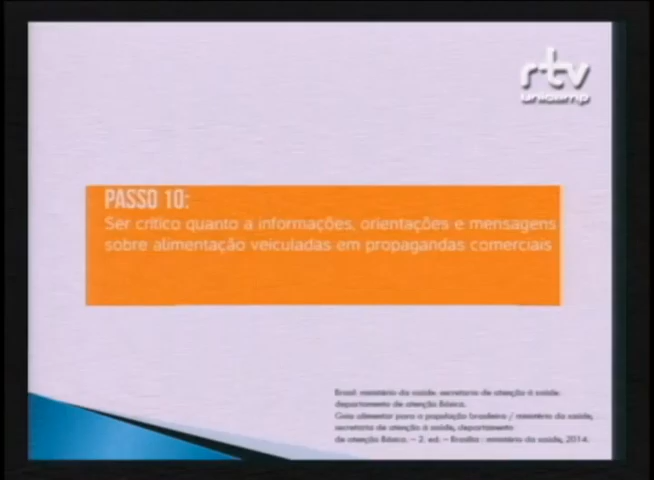 rtv
unicamp
PASSO 10:
Ser crítico quanto a informações, orientações e mensagens
sobre alimentação veiculadas em propagandas comerciais
Brasil. ministério da saúde. secretaria de atenção à saúde.
departamento de atenção Básica.
Guia alimentar para a população brasileira / ministério da saúde,
secretaria de atenção à saúde, departamento
de atenção Básica. – 2. ed. – Brasília : ministério da saúde, 2014.